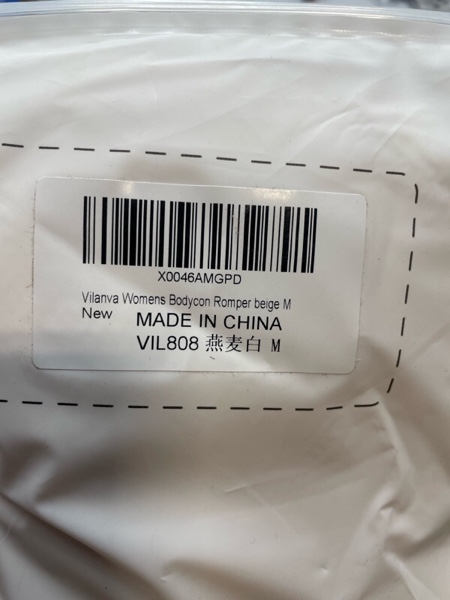 X0046AMGPD
Vilanva Womens Bodycon Romper beige M
New
MADE IN CHINA
VIL808 燕麦白 M